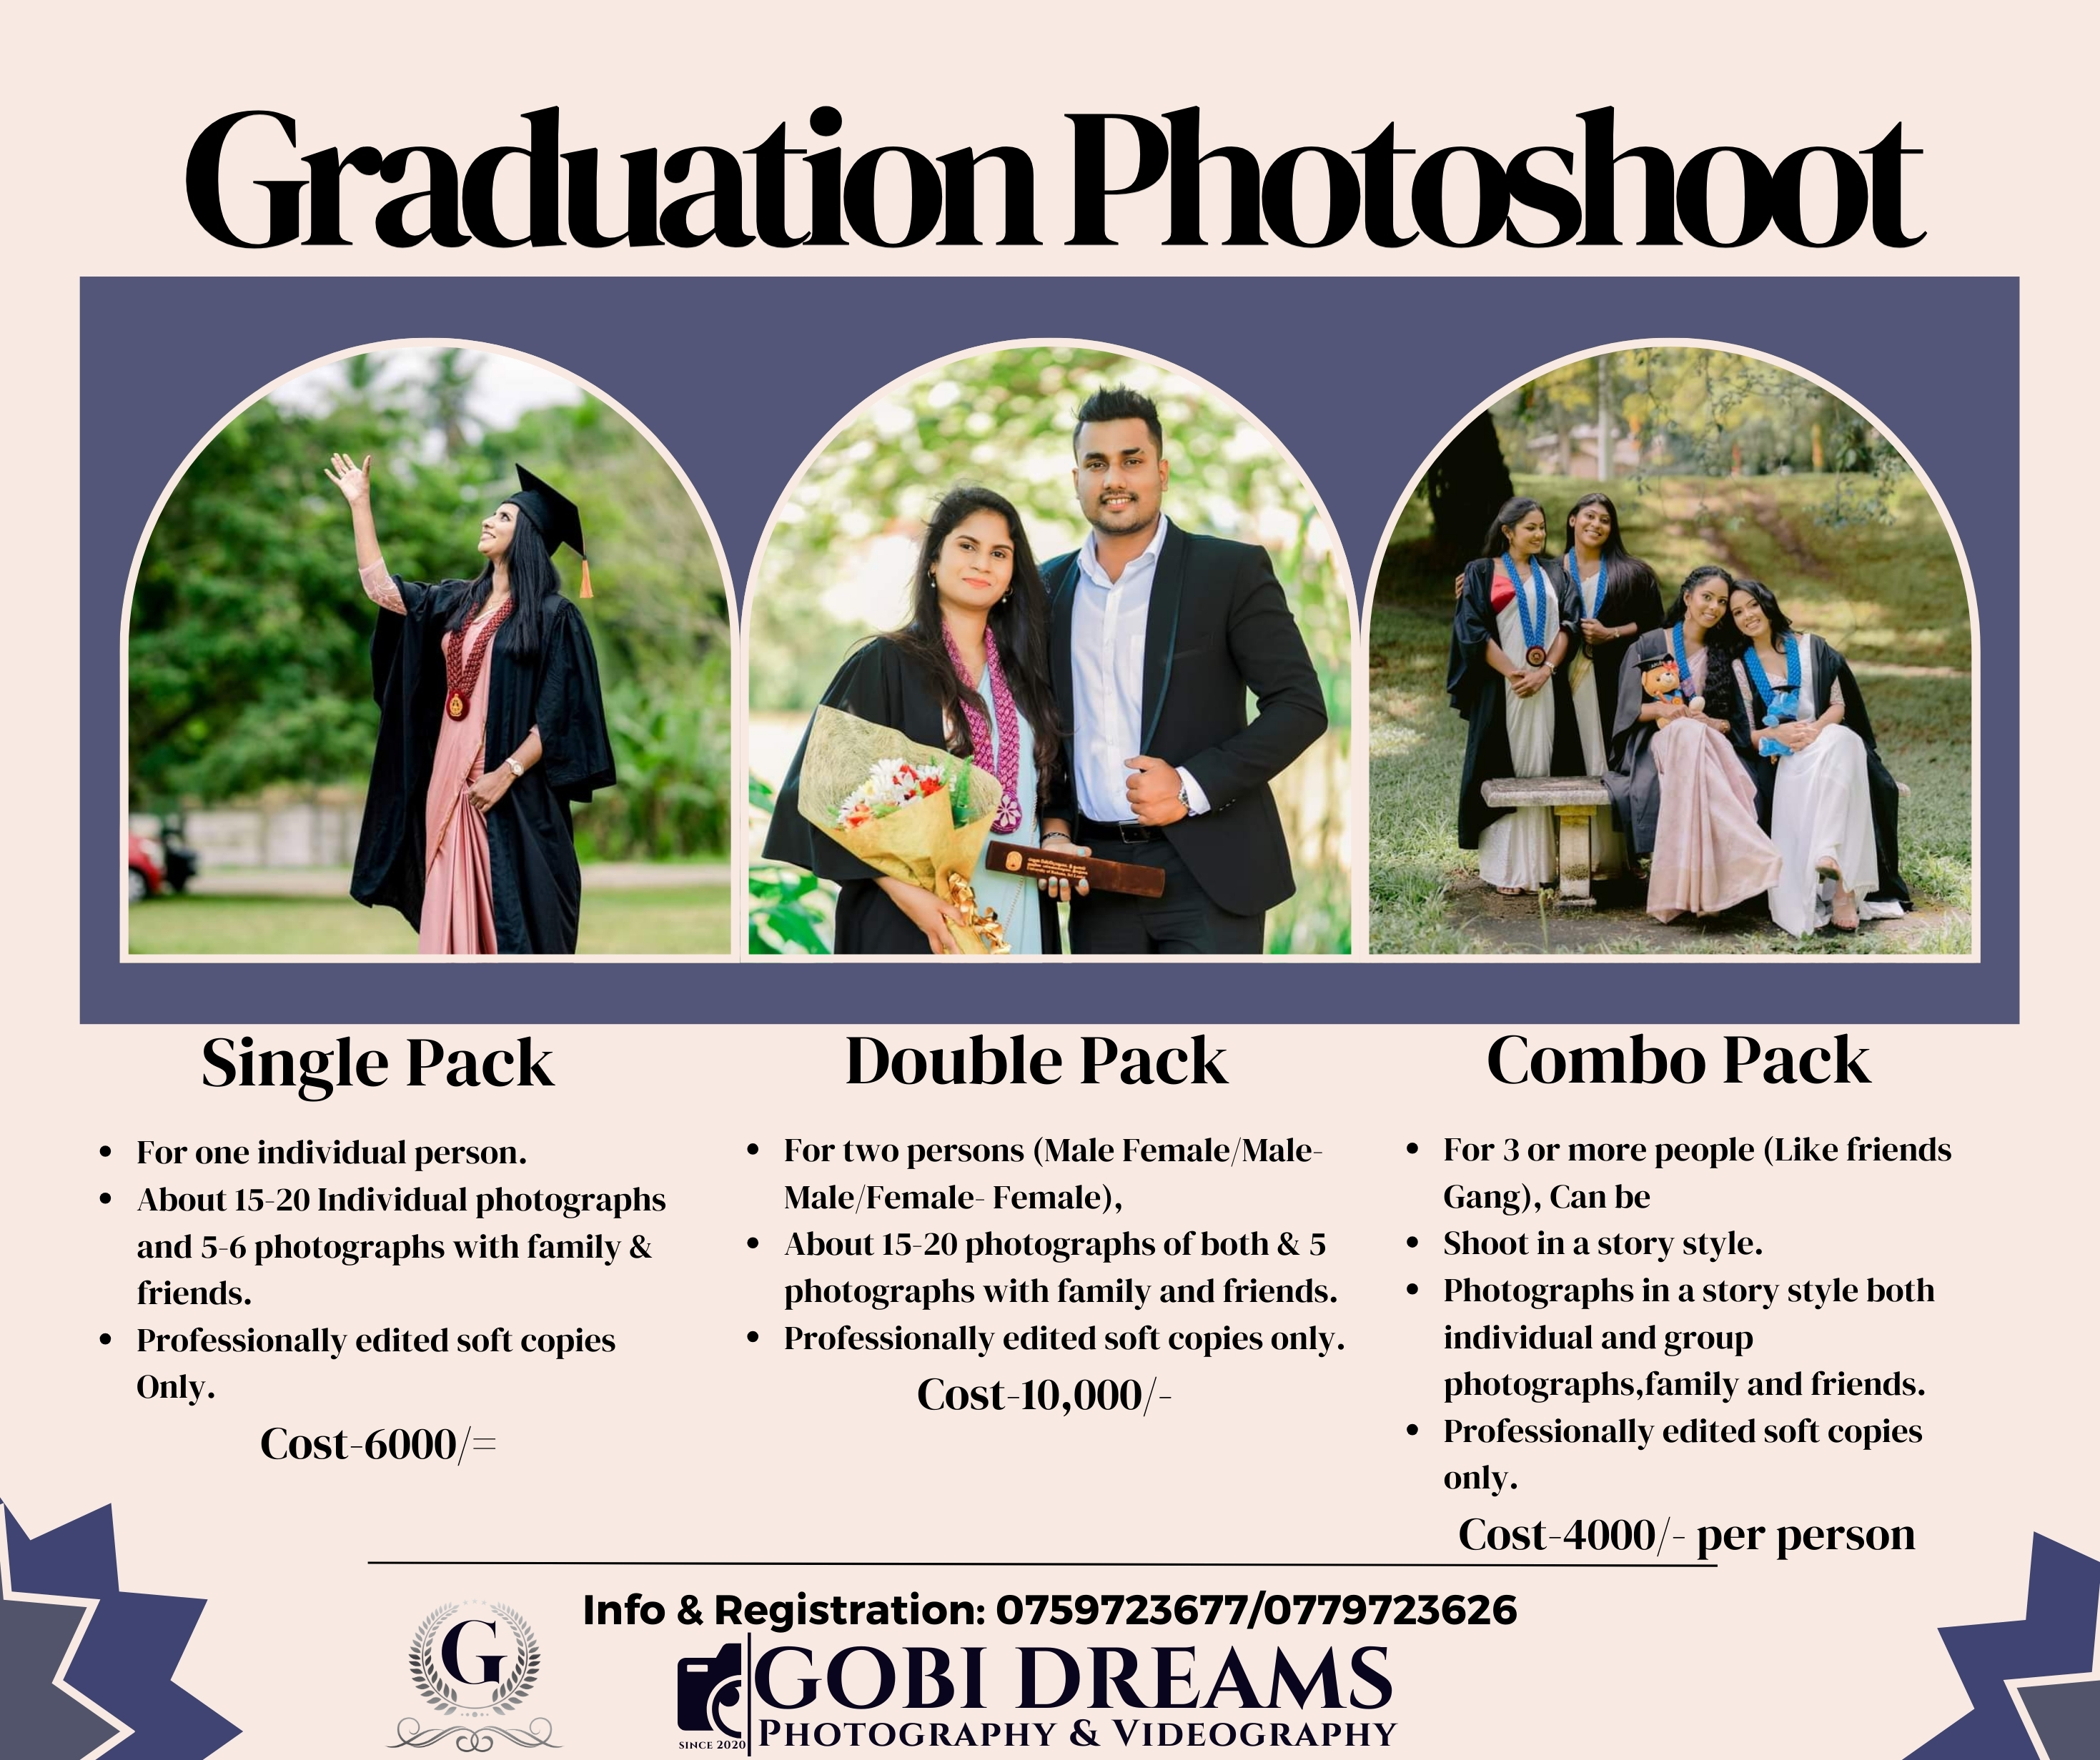 Graduation Photoshoot
Single Pack
For one individual person.
About 15-20 Individual photographs
and 5-6 photographs with family &
friends.
Professionally edited soft copies
Only.
Cost-6000/=
Double Pack
For two persons (Male Female/Male-
Male/Female- Female),
About 15-20 photographs of both & 5
photographs with family and friends.
Professionally edited soft copies only.
Cost-10,000/-
Combo Pack
For 3 or more people (Like friends
Gang), Can be
Shoot in a story style.
Photographs in a story style both
individual and group
photographs,family and friends.
Professionally edited soft copies
only.
Cost-4000/- per person
Info & Registration: 0759723677/0779723626
G
GOBI DREAMS
PHOTOGRAPHY & VIDEOGRAPHY
SINCE 2020